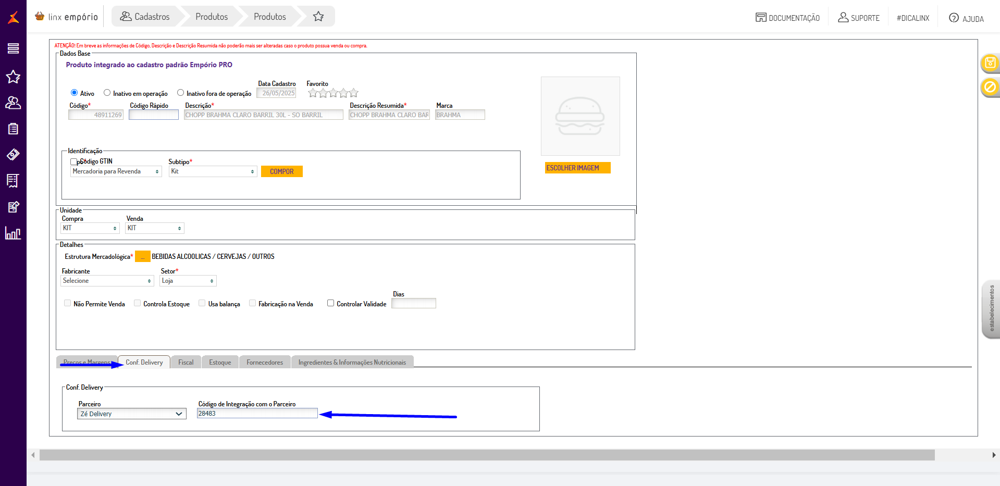 linx empório
Cadastros
Produtos
Produtos
DOCUMENTAÇÃO
SUPORTE
#DICALINX
AJUDA
ATENÇÃO! Em breve as informações de Código, Descrição e Descrição Resumida não poderão mais ser alteradas caso o produto possua venda ou compra.
Dados Base
Produto integrado ao cadastro padrão Empório PRO
Data Cadastro
Favorito
Ativo
Inativo em operação
Inativo fora de operação
26/05/2025
Código*
Código Rápido
Descrição*
Descrição Resumida*
Marca
48911269
CHOPP BRAHMA CLARO BARRIL 30L - SO BARRIL
CHOPP BRAHMA CLARO BAR
BRAHMA
Identificação
Código GTIN
Subtipo*
Mercadoria para Revenda
Kit
COMPOR
ESCOLHER IMAGEM
Unidade
Compra
Venda
KIT
KIT
Detalhes
Estrutura Mercadológica*
...
BEBIDAS ALCOOLICAS / CERVEJAS / OUTROS
Fabricante
Setor*
Selecione
Loja
Dias
Não Permite Venda
Controla Estoque
Usa balança
Fabricação na Venda
Controlar Validade
estabelecimentos
Preços e Margens
Conf. Delivery
Fiscal
Estoque
Fornecedores
Ingredientes & Informações Nutricionais
Conf. Delivery
Parceiro
Código de Integração com o Parceiro
Zé Delivery
28483